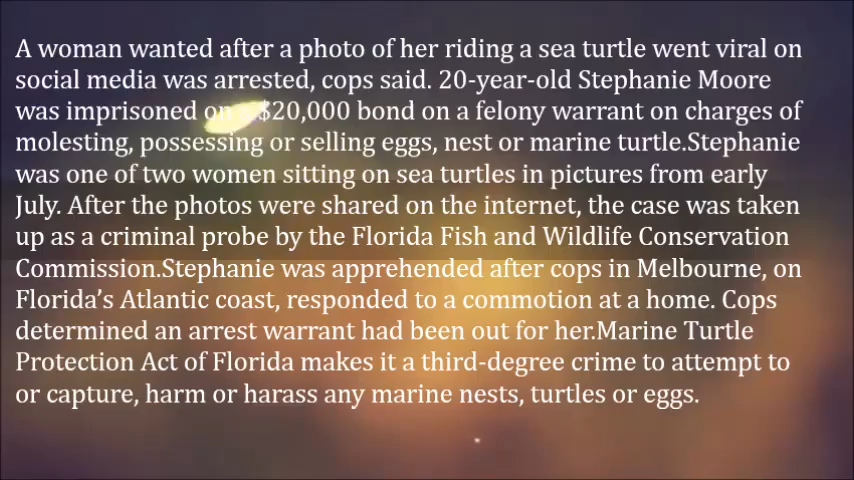 A woman wanted after a photo of her riding a sea turtle went viral on
social media was arrested, cops said. 20-year-old Stephanie Moore
was imprisoned on a $20,000 bond on a felony warrant on charges of
molesting, possessing or selling eggs, nest or marine turtle.Stephanie
was one of two women sitting on sea turtles in pictures from early
July. After the photos were shared on the internet, the case was taken
up as a criminal probe by the Florida Fish and Wildlife Conservation
Commission.Stephanie was apprehended after cops in Melbourne, on
Florida’s Atlantic coast, responded to a commotion at a home. Cops
determined an arrest warrant had been out for her.Marine Turtle
Protection Act of Florida makes it a third-degree crime to attempt to
or capture, harm or harass any marine nests, turtles or eggs.